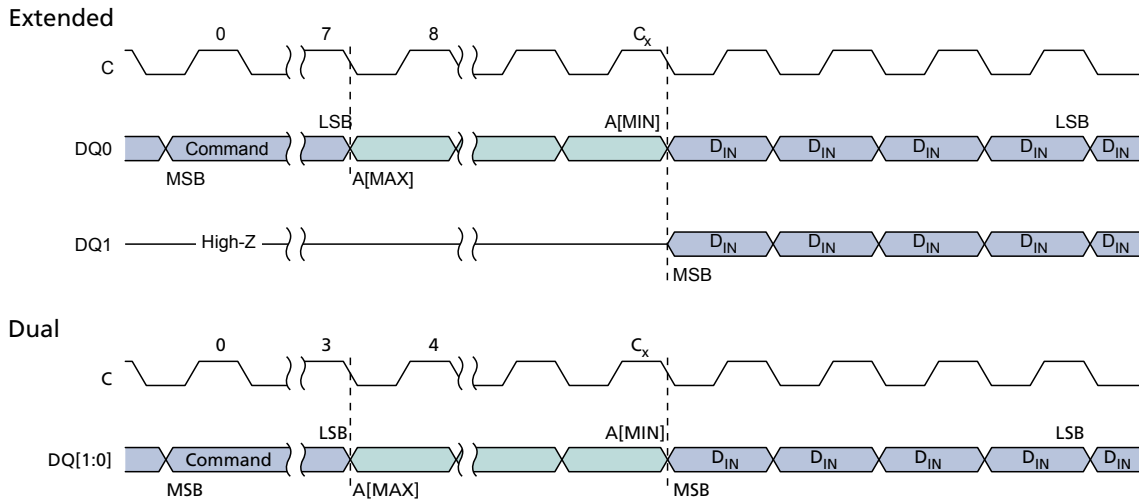 Extended
0 7 8 Cx
C
LSB A[MIN] LSB
DQ0 Command DIN DIN DIN DIN DIN
MSB A[MAX]
DQ1 High-Z DIN DIN DIN DIN DIN
MSB
Dual
0 3 4 Cx
C
LSB A[MIN] LSB
DQ[1:0] Command DIN DIN DIN DIN DIN
MSB A[MAX] MSB